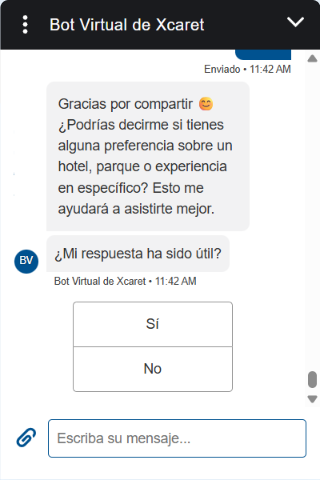 Bot Virtual de Xcaret
Enviado • 11:42 AM
Gracias por compartir 😊
¿Podrías decirme si tienes
alguna preferencia sobre un
hotel, parque o experiencia
en específico? Esto me
ayudará a asistirte mejor.
¿Mi respuesta ha sido útil?
BV
Bot Virtual de Xcaret • 11:42 AM
Sí
No
Escriba su mensaje...